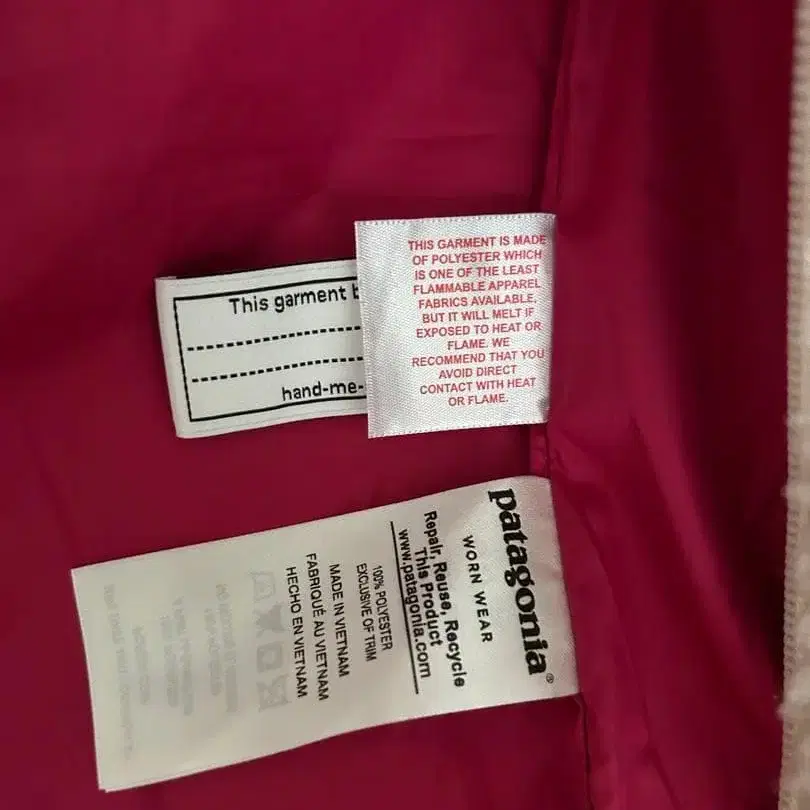 This garment b
hand-me-
THIS GARMENT IS MADE
OF POLYESTER WHICH
IS ONE OF THE LEAST
FLAMMABLE APPAREL
FABRICS AVAILABLE,
BUT IT WILL MELT IF
EXPOSED TO HEAT OR
FLAME. WE
RECOMMEND THAT YOU
AVOID DIRECT
CONTACT WITH HEAT
OR FLAME.
patagonia®
WORN WEAR
Repair, Reuse, Recycle
This Product
www.patagonia.com
100% POLYESTER
EXCLUSIVE OF TRIM
MADE IN VIETNAM
FABRIQUÉ AU VIETNAM
HECHO EN VIETNAM